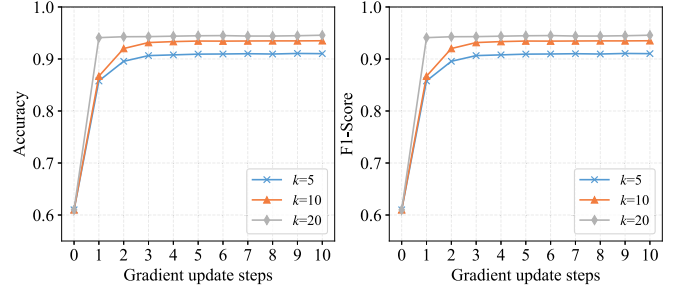 1.0
0.9
0.8
0.7
0.6
Accuracy
k=5
k=10
k=20
0 1 2 3 4 5 6 7 8 9 10
Gradient update steps
1.0
0.9
0.8
0.7
0.6
F1-Score
k=5
k=10
k=20
0 1 2 3 4 5 6 7 8 9 10
Gradient update steps